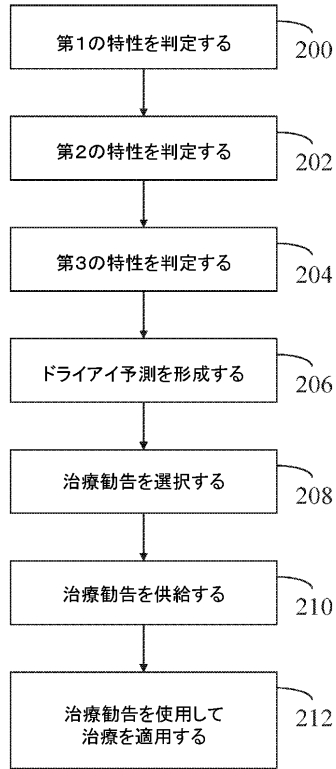 第1の特性を判定する
200
第2の特性を判定する
202
第3の特性を判定する
204
ドライアイ予測を形成する
206
治療勧告を選択する
208
治療勧告を供給する
210
治療勧告を使用して
治療を適用する
212